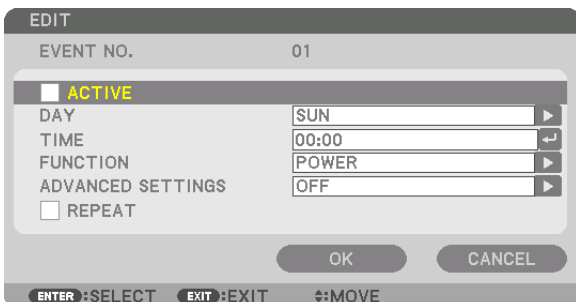 EDIT
EVENT NO. 01
ACTIVE
DAY SUN
TIME 00:00
FUNCTION POWER
ADVANCED SETTINGS OFF
REPEAT
OK CANCEL
ENTER :SELECT EXIT :EXIT :MOVE